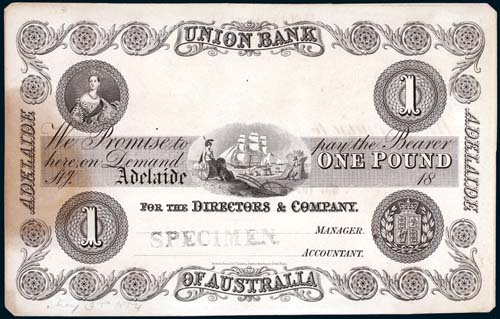 UNION BANK
1
ADELAIDE
ADELAIDE
We Promise to pay the Bearer
here, on Demand ONE POUND
No. Adelaide 18
1
FOR THE DIRECTORS & COMPANY.
SPECIMEN
MANAGER.
ACCOUNTANT.
OF AUSTRALIA